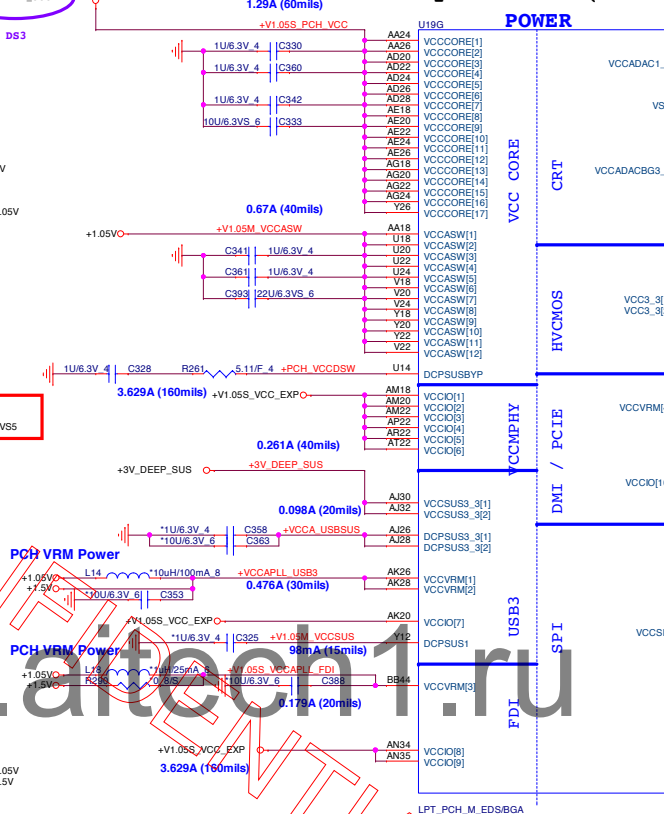 1.29A (60mils)
DS3
POWER
+V1.05S_PCH_VCC
U19G
AA24 VCCCORE[1]
1U/6.3V_4 C330 AA26 VCCCORE[2]
AD20 VCCCORE[3]
1U/6.3V_4 C360 AD22 VCCCORE[4] VCCADAC1_
AD24 VCCCORE[5]
AD26 VCCCORE[6]
1U/6.3V_4 C342 AD28 VCCCORE[7] VS
AE18 VCCCORE[8]
10U/6.3VS_6 C333 AE20 VCCCORE[9]
AE22 VCCCORE[10]
AE24 VCCCORE[11]
AE26 VCCCORE[12]
AG18 VCCCORE[13]
V AG20 VCCCORE[14] VCCADACBG3_
AG22 VCCCORE[15]
AG24 VCCCORE[16]
.05V 0.67A (40mils) Y26 VCCCORE[17]
VCC CORE
CRT
+1.05V +V1.05M_VCCASW AA18 VCCASW[1]
U18 VCCASW[2]
C341 1U/6.3V_4 U20 VCCASW[3]
U22 VCCASW[4]
C361 1U/6.3V_4 U24 VCCASW[5]
V18 VCCASW[6]
C393 22U/6.3VS_6 V20 VCCASW[7] VCC3_3[
V24 VCCASW[8] VCC3_3[
Y18 VCCASW[9]
Y20 VCCASW[10]
Y22 VCCASW[11]
V22 VCCASW[12]
HVCMOS
1U/6.3V_4 C328 R261 5.11/F_4 +PCH_VCCDSW U14 DCPSUSBYP
3.629A (160mils) +V1.05S_VCC_EXP AM18 VCCIO[1]
AM20 VCCIO[2] VCCVRM[
AM22 VCCIO[3]
AP22 VCCIO[4]
VS5 AR22 VCCIO[5]
0.261A (40mils) AT22 VCCIO[6]
VCCMPHY
DMI / PCIE
+3V_DEEP_SUS +3V_DEEP_SUS
VCCIO[1
AJ30 VCCSUS3_3[1]
0.098A (20mils) AJ32 VCCSUS3_3[2]
*1U/6.3V_4 C358 +VCCA_USBSUS AJ26 DCPSUS3_3[1]
*10U/6.3V_6 C363 AJ28 DCPSUS3_3[2]
PCH VRM Power
+1.05V L14 *10uH/100mA_8 +VCCAPLL_USB3 AK26 VCCVRM[1]
+1.5V 0.476A (30mils) AK28 VCCVRM[2]
*10U/6.3V_6 C353
USB3
+V1.05S_VCC_EXP AK20 VCCIO[7]
*1U/6.3V_4 C325 +V1.05M_VCCSUS Y12 DCPSUS1
98mA (15mils)
SPI
PCH VRM Power
+1.05V L13 *1uH/25mA_6 +V1.05S_VCCAPLL_FDI
+1.5V R290 *10U/6.3V_6 C388 BB44 VCCVRM[3]
0.179A (20mils)
FDI
.aitech1.ru
+V1.05S_VCC_EXP AN34 VCCIO[8]
3.629A (160mils) AN35 VCCIO[9]
.05V
5V
LPT_PCH_M_EDS/BGA